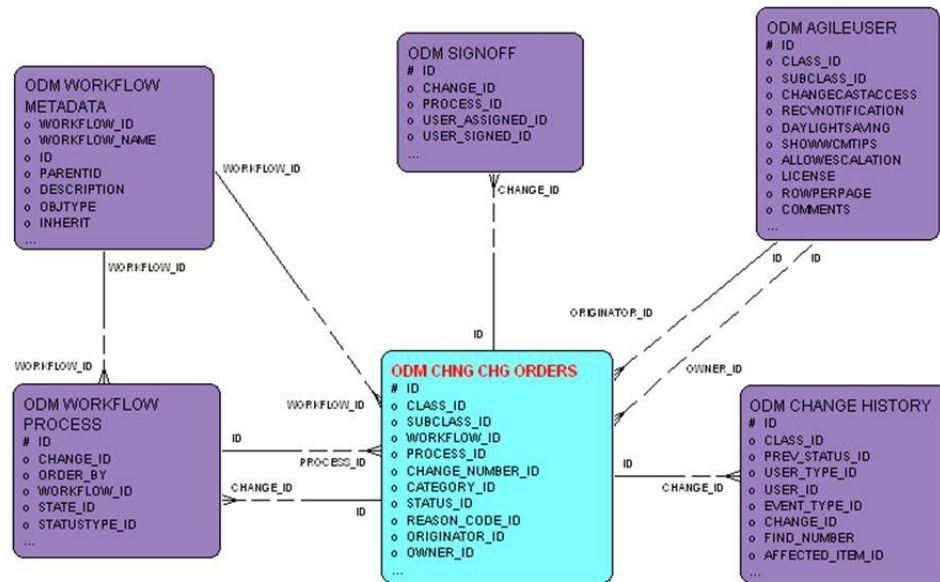 ODM WORKFLOW
METADATA
o WORKFLOW_ID
o WORKFLOW_NAME
o ID
o PARENTID
o DESCRIPTION
o OBJTYPE
o INHERIT
...
ODM SIGNOFF
# ID
o CHANGE_ID
o PROCESS_ID
o USER_ASSIGNED_ID
o USER_SIGNED_ID
...
ODM AGILEUSER
# ID
o CLASS_ID
o SUBCLASS_ID
o CHANGECASTACCESS
o RECVNOTIFICATION
o DAYLIGHTSAVING
o SHOWWCMTIPS
o ALLOWESCALATION
o LICENSE
o ROWPERPAGE
o COMMENTS
...
WORKFLOW_ID
CHANGE_ID
WORKFLOW_ID
ID
ID
ORIGINATOR_ID
ID
WORKFLOW_ID
OWNER_ID
WORKFLOW_ID
ODM WORKFLOW
PROCESS
# ID
o CHANGE_ID
o ORDER_BY
o WORKFLOW_ID
o STATE_ID
o STATUSTYPE_ID
...
ID
PROCESS_ID
CHANGE_ID
ID
ODM CHNG CHG ORDERS
# ID
o CLASS_ID
o SUBCLASS_ID
o WORKFLOW_ID
o PROCESS_ID
o CHANGE_NUMBER_ID
o CATEGORY_ID
o STATUS_ID
o REASON_CODE_ID
o ORIGINATOR_ID
o OWNER_ID
...
ID
CHANGE_ID
ODM CHANGE HISTORY
# ID
o CLASS_ID
o PREV_STATUS_ID
o USER_TYPE_ID
o USER_ID
o EVENT_TYPE_ID
o CHANGE_ID
o FIND_NUMBER
o AFFECTED_ITEM_ID
...